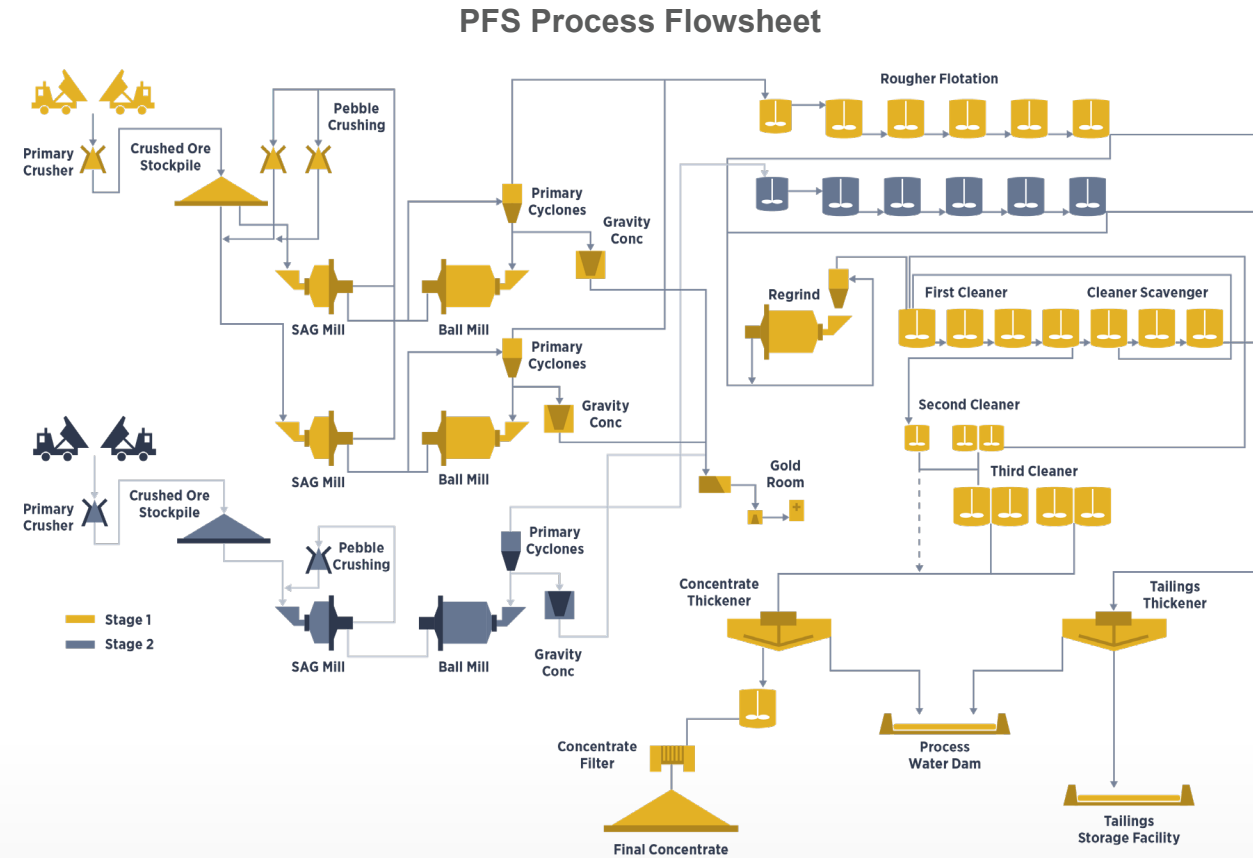 PFS Process Flowsheet
Rougher Flotation
Pebble
Crushing
Primary
Crusher
Crushed Ore
Stockpile
Primary
Cyclones
Gravity
Conc
SAG Mill
Ball Mill
Regrind
First Cleaner
Cleaner Scavenger
Primary
Cyclones
Gravity
Conc
SAG Mill
Ball Mill
Second Cleaner
Third Cleaner
Gold
Room
Primary
Crusher
Crushed Ore
Stockpile
Pebble
Crushing
Primary
Cyclones
Gravity
Conc
SAG Mill
Ball Mill
Stage 1
Stage 2
Concentrate
Thickener
Tailings
Thickener
Concentrate
Filter
Process
Water Dam
Final Concentrate
Tailings
Storage Facility